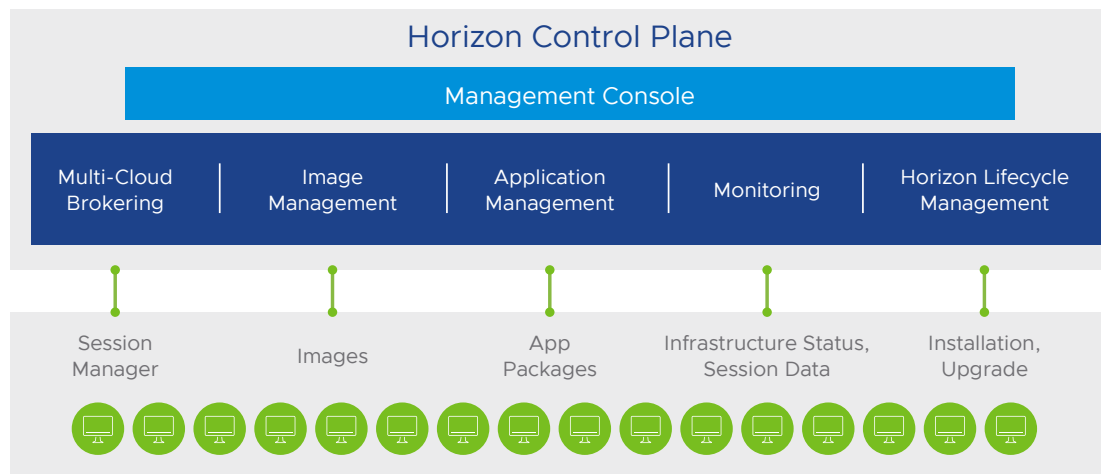 Horizon Control Plane
Management Console
Multi-Cloud
Brokering
Image
Management
Application
Management
Monitoring
Horizon Lifecycle
Management
Session
Manager
Images
App
Packages
Infrastructure Status,
Session Data
Installation,
Upgrade